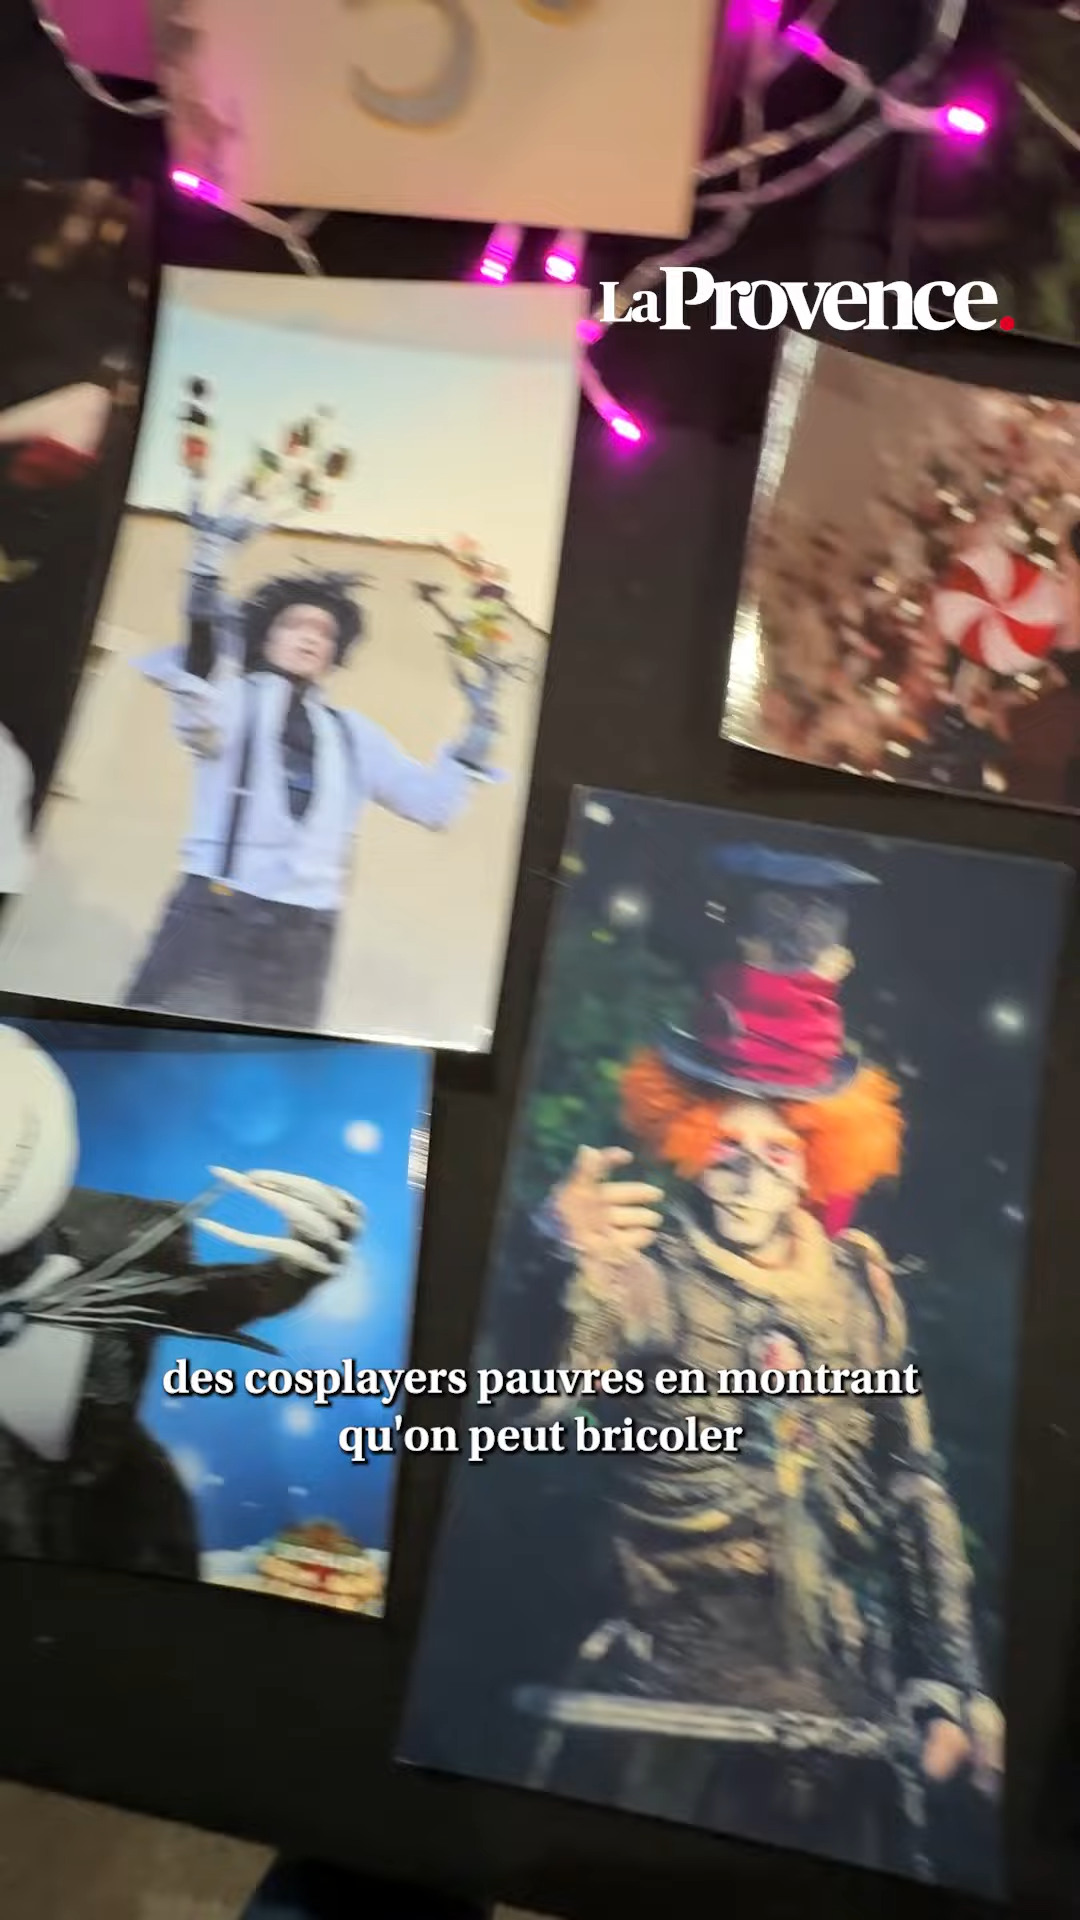 LaProvence.
des cosplayers pauvres en montrant
qu'on peut bricoler